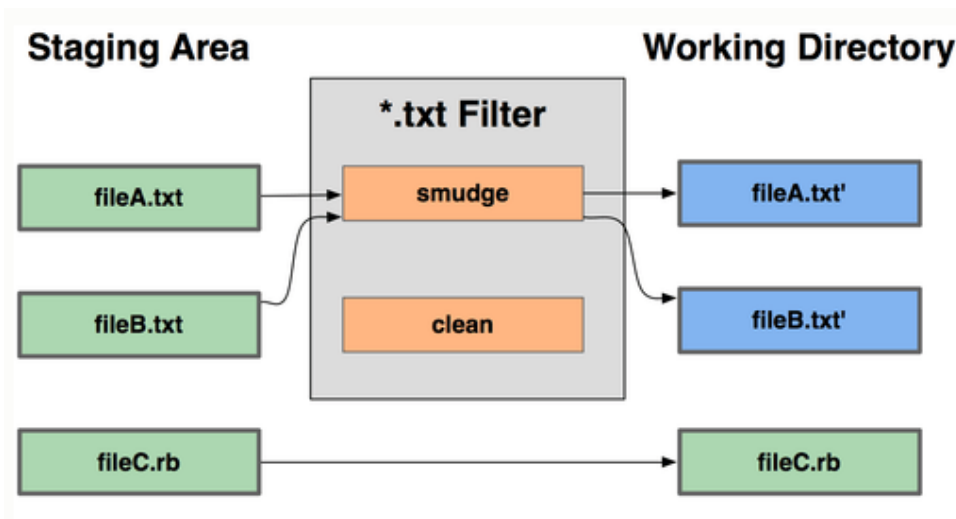 Staging Area
Working Directory
*.txt Filter
fileA.txt
smudge
fileA.txt'
fileB.txt
clean
fileB.txt'
fileC.rb
fileC.rb